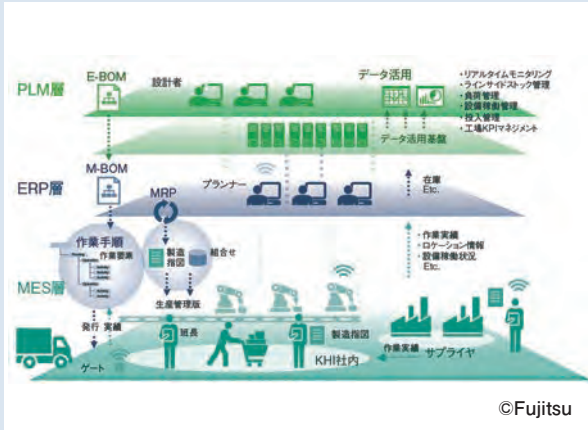 PLM層
E-BOM
設計者
データ活用
・リアルタイムモニタリング
・ラインサイドストック管理
・負荷管理
・設備稼働管理
・投入管理
・工場KPIマネジメント
データ活用基盤
ERP層
M-BOM
MRP
プランナー
在庫
Etc.
MES層
作業手順
作業要素
製造
指図
組合せ
・作業実績
・ロケーション情報
・設備稼働状況
Etc.
生産管理版
発行
実績
班長
製造指図
ゲート
KHI社内
作業実績
サプライヤ
©Fujitsu